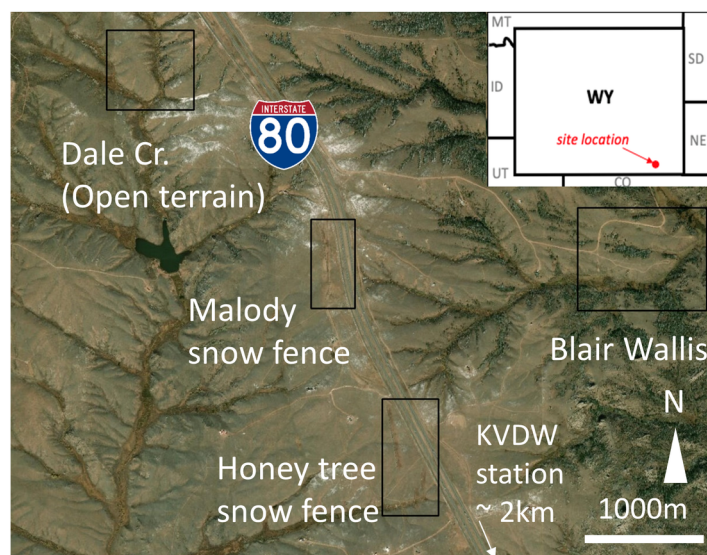 INTERSTATE
80
Dale Cr.
(Open terrain)
Malody
snow fence
Honey tree
snow fence
KVDW
station
~ 2km
Blair Wallis
N
1000m
MT
ID
WY
SD
site location
NE
UT
CO